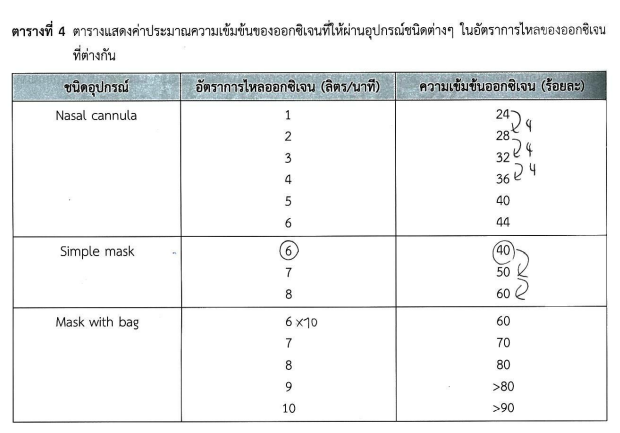 ตารางที่ 4 ตารางแสดงค่าประมาณความเข้มข้นของออกซิเจนที่ให้ผ่านอุปกรณ์ชนิดต่างๆ ในอัตราการไหลของออกซิเจน
ที่ต่างกัน
ชนิดอุปกรณ์ อัตราการไหลออกซิเจน (ลิตร/นาที) ความเข้มข้นออกซิเจน (ร้อยละ)
Nasal cannula 1 24
4
2 28
4
3 32
4
4 36
5 40
6 44
Simple mask 6 40
7 50
8 60
Mask with bag 6 x10 60
7 70
8 80
9 >80
10 >90